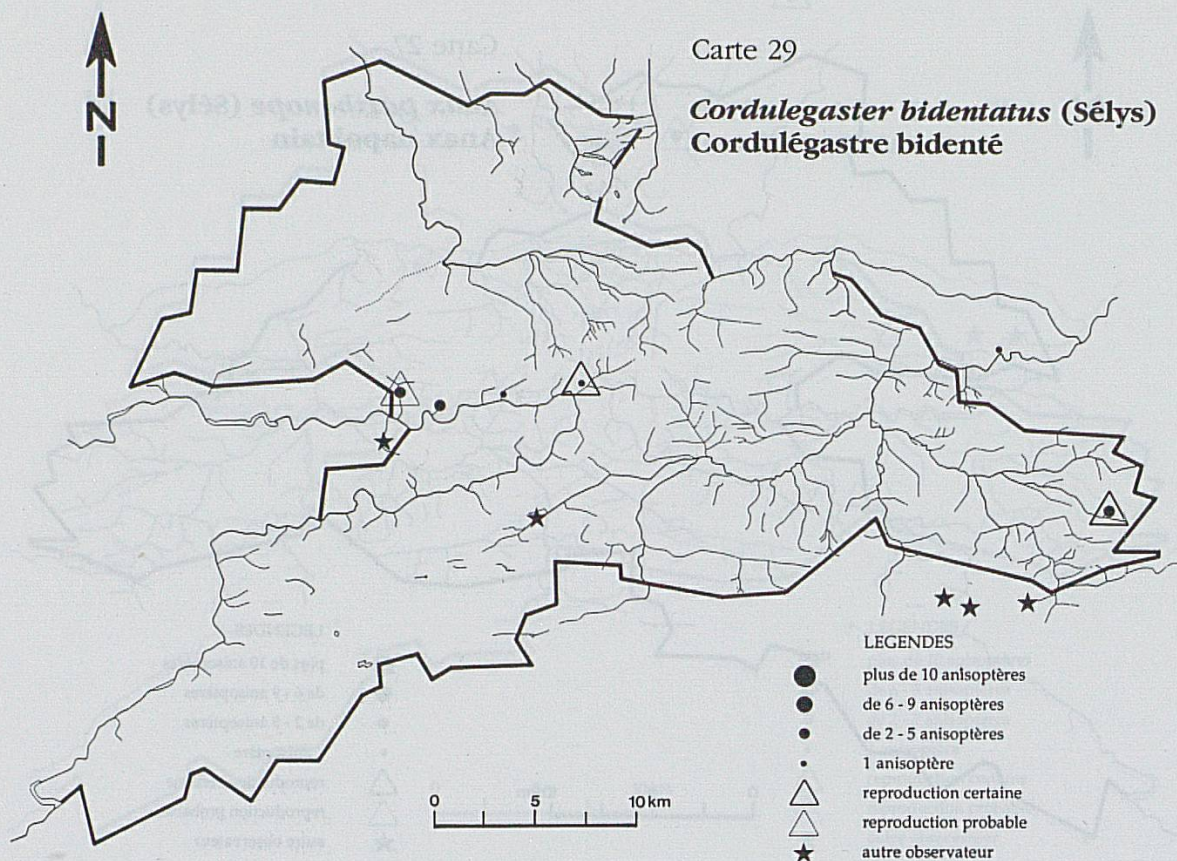 N
Carte 29
Cordulegaster bidentatus (Sélys)
Cordulégastre bidenté
LEGENDES
plus de 10 anisoptères
de 6 - 9 anisoptères
de 2 - 5 anisoptères
1 anisoptère
reproduction certaine
reproduction probable
autre observateur
0 5 10 km